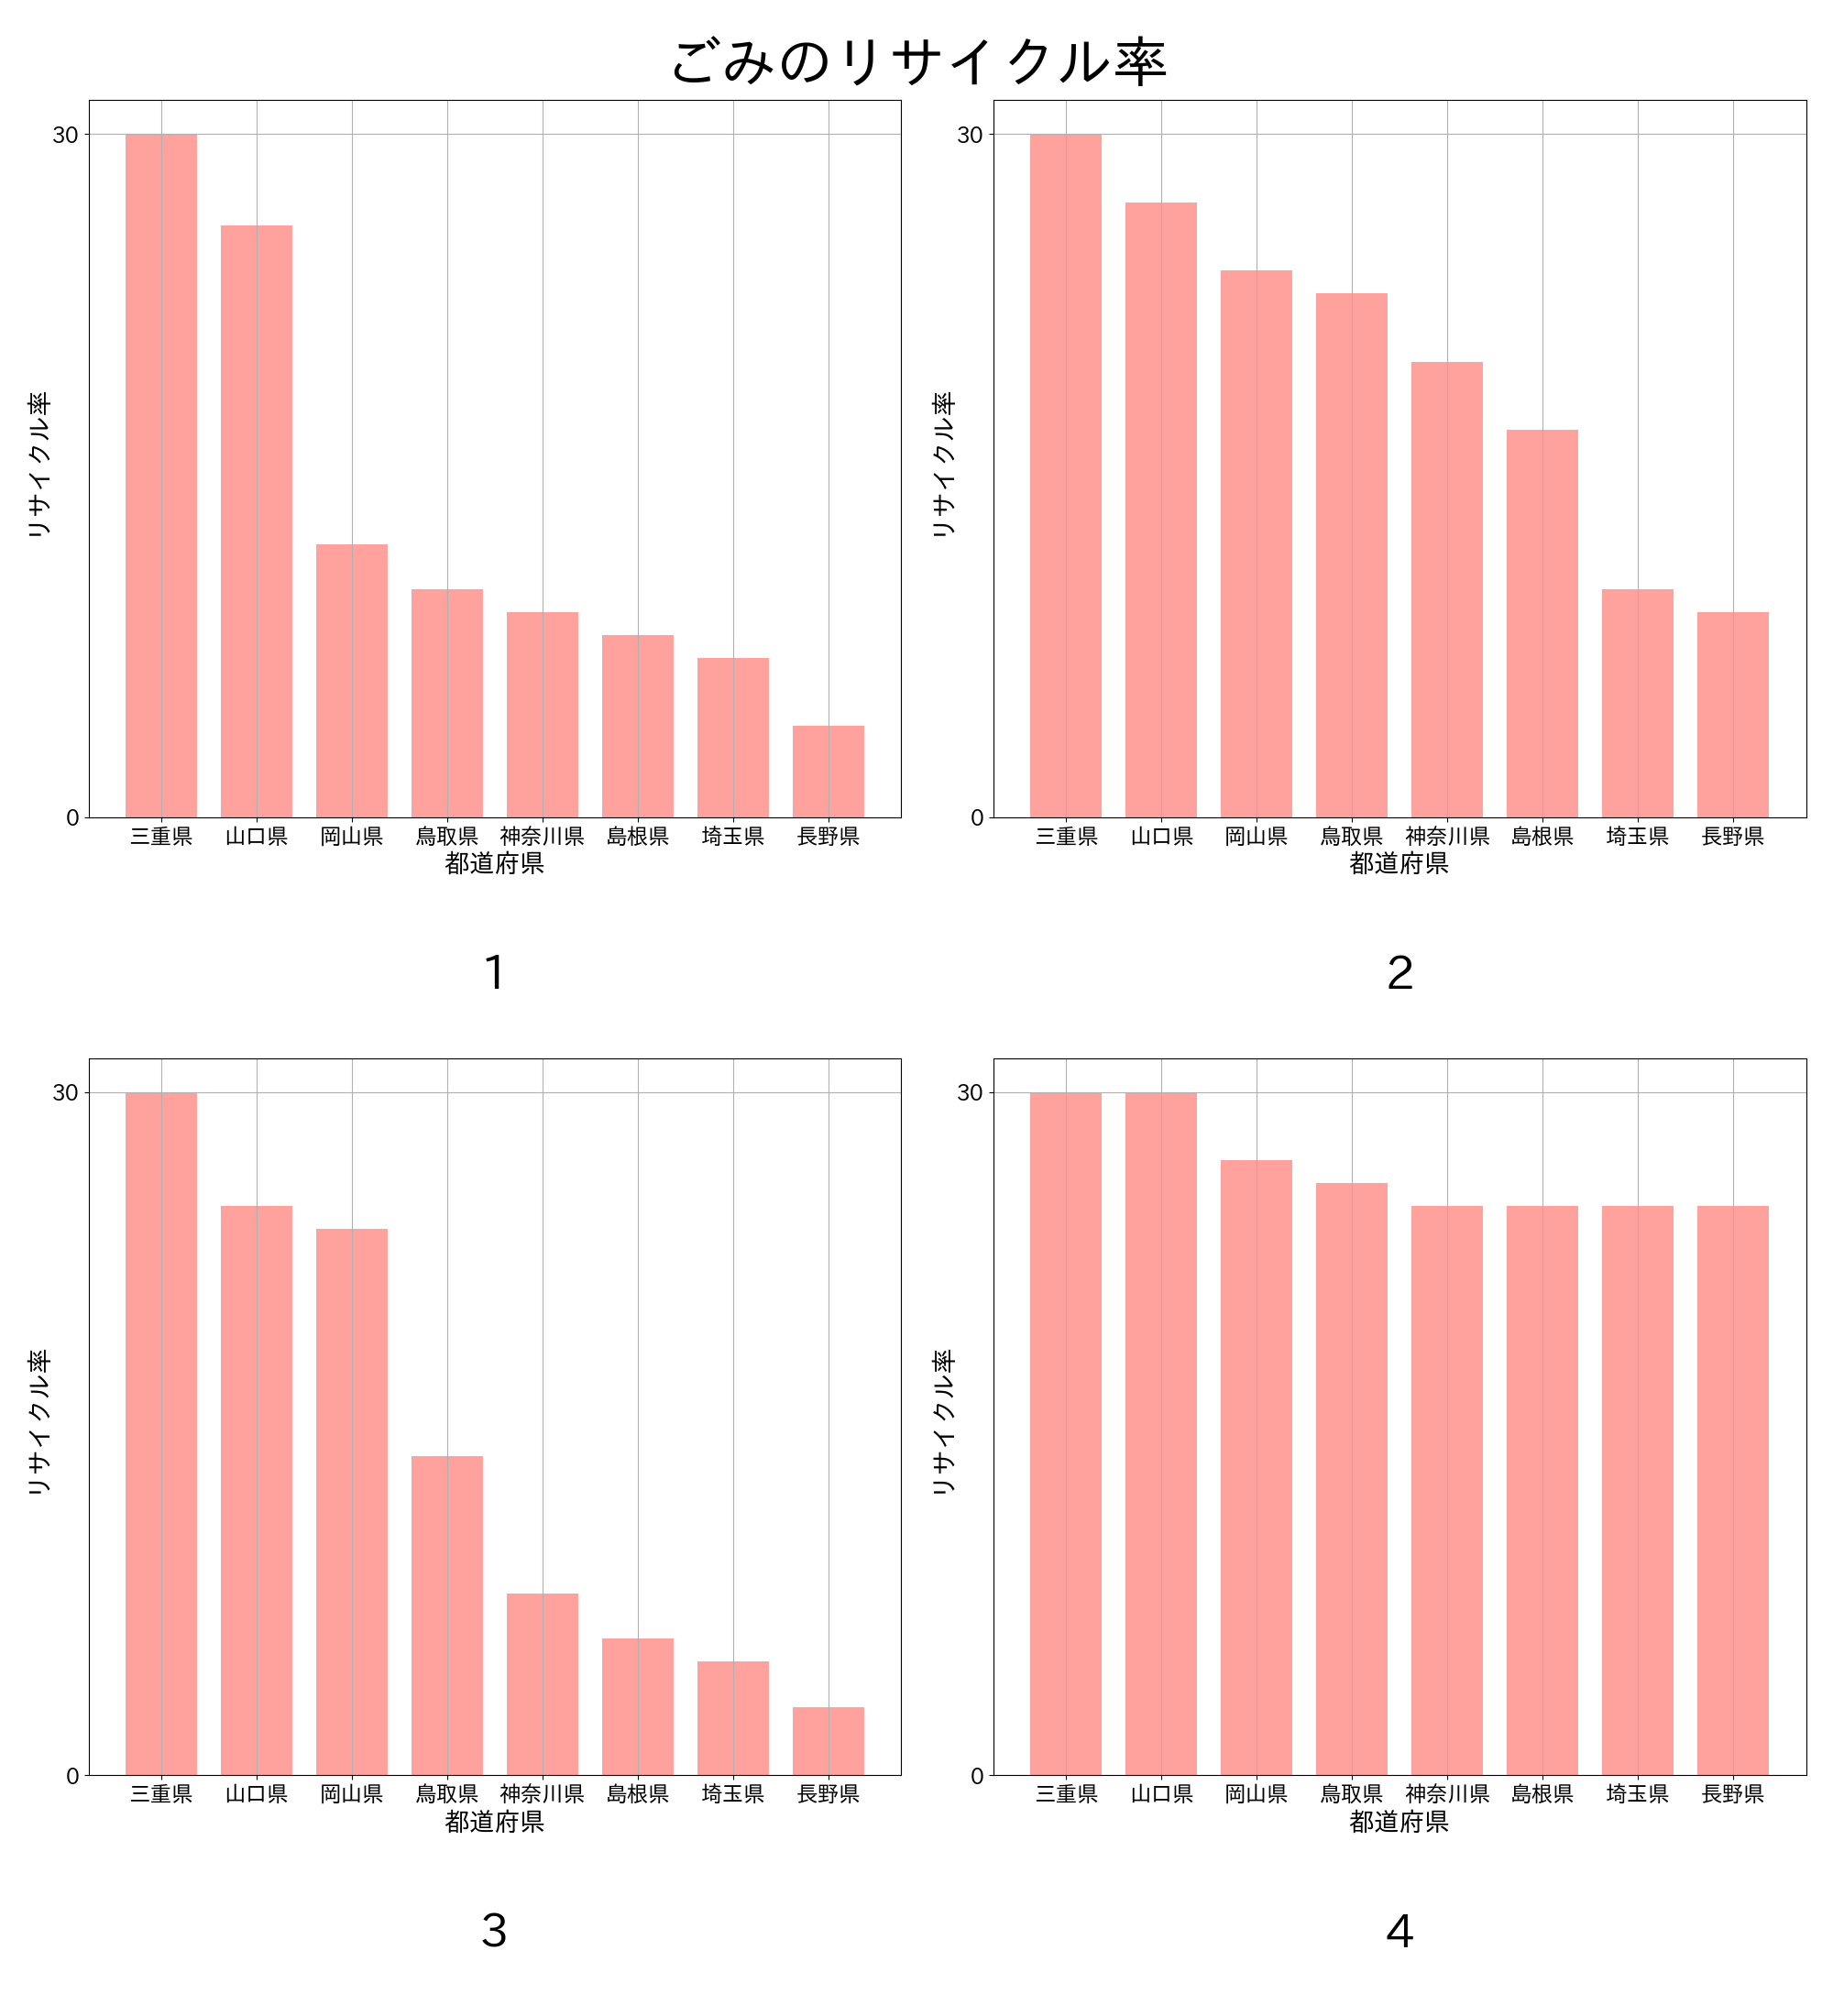 ごみのリサイクル率
30
0
リサイクル率
三重県 山口県 岡山県 鳥取県 神奈川県 島根県 埼玉県 長野県
都道府県
1
30
0
リサイクル率
三重県 山口県 岡山県 鳥取県 神奈川県 島根県 埼玉県 長野県
都道府県
2
30
0
リサイクル率
三重県 山口県 岡山県 鳥取県 神奈川県 島根県 埼玉県 長野県
都道府県
3
30
0
リサイクル率
三重県 山口県 岡山県 鳥取県 神奈川県 島根県 埼玉県 長野県
都道府県
4